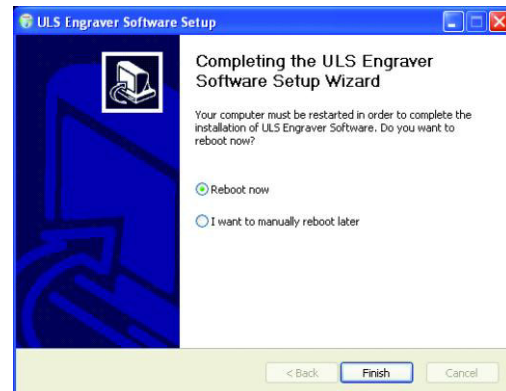 ULS Engraver Software Setup
Completing the ULS Engraver
Software Setup Wizard
Your computer must be restarted in order to complete the
installation of ULS Engraver Software. Do you want to
reboot now?
Reboot now
I want to manually reboot later
< Back Finish Cancel